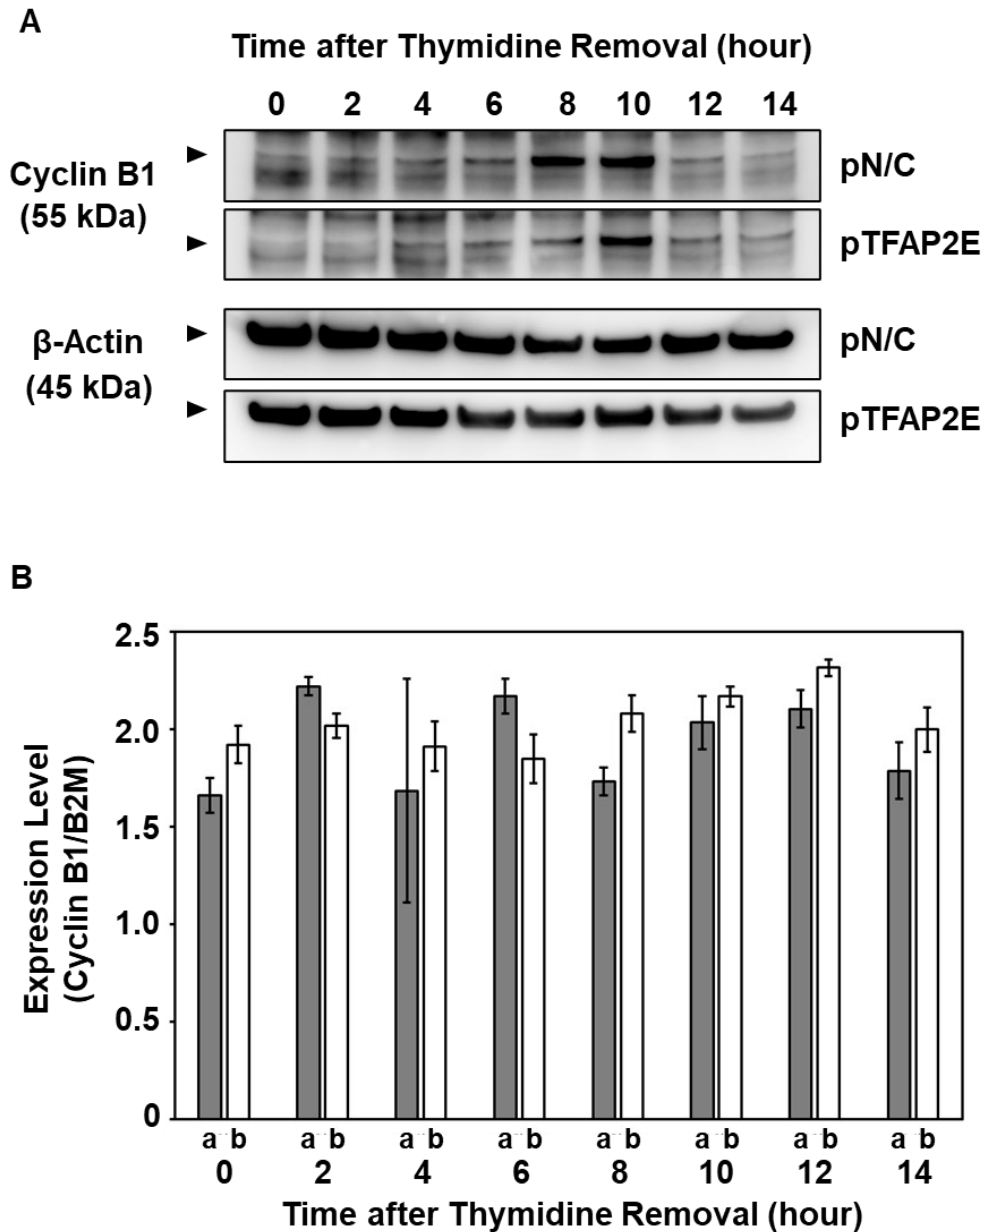 A
Time after Thymidine Removal (hour)
0 2 4 6 8 10 12 14
Cyclin B1
(55 kDa)
pN/C
pTFAP2E
β-Actin
(45 kDa)
pN/C
pTFAP2E
B
Expression Level
(Cyclin B1/B2M)
2.5
2.0
1.5
1.0
0.5
0
a b a b a b a b a b a b a b a b
0 2 4 6 8 10 12 14
Time after Thymidine Removal (hour)